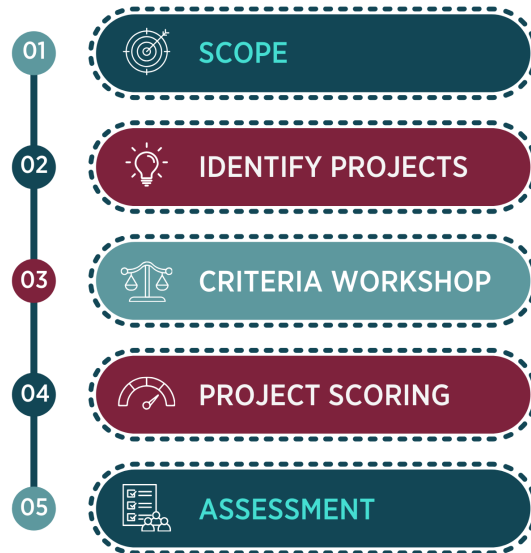 01
SCOPE
02
IDENTIFY PROJECTS
03
CRITERIA WORKSHOP
04
PROJECT SCORING
05
ASSESSMENT